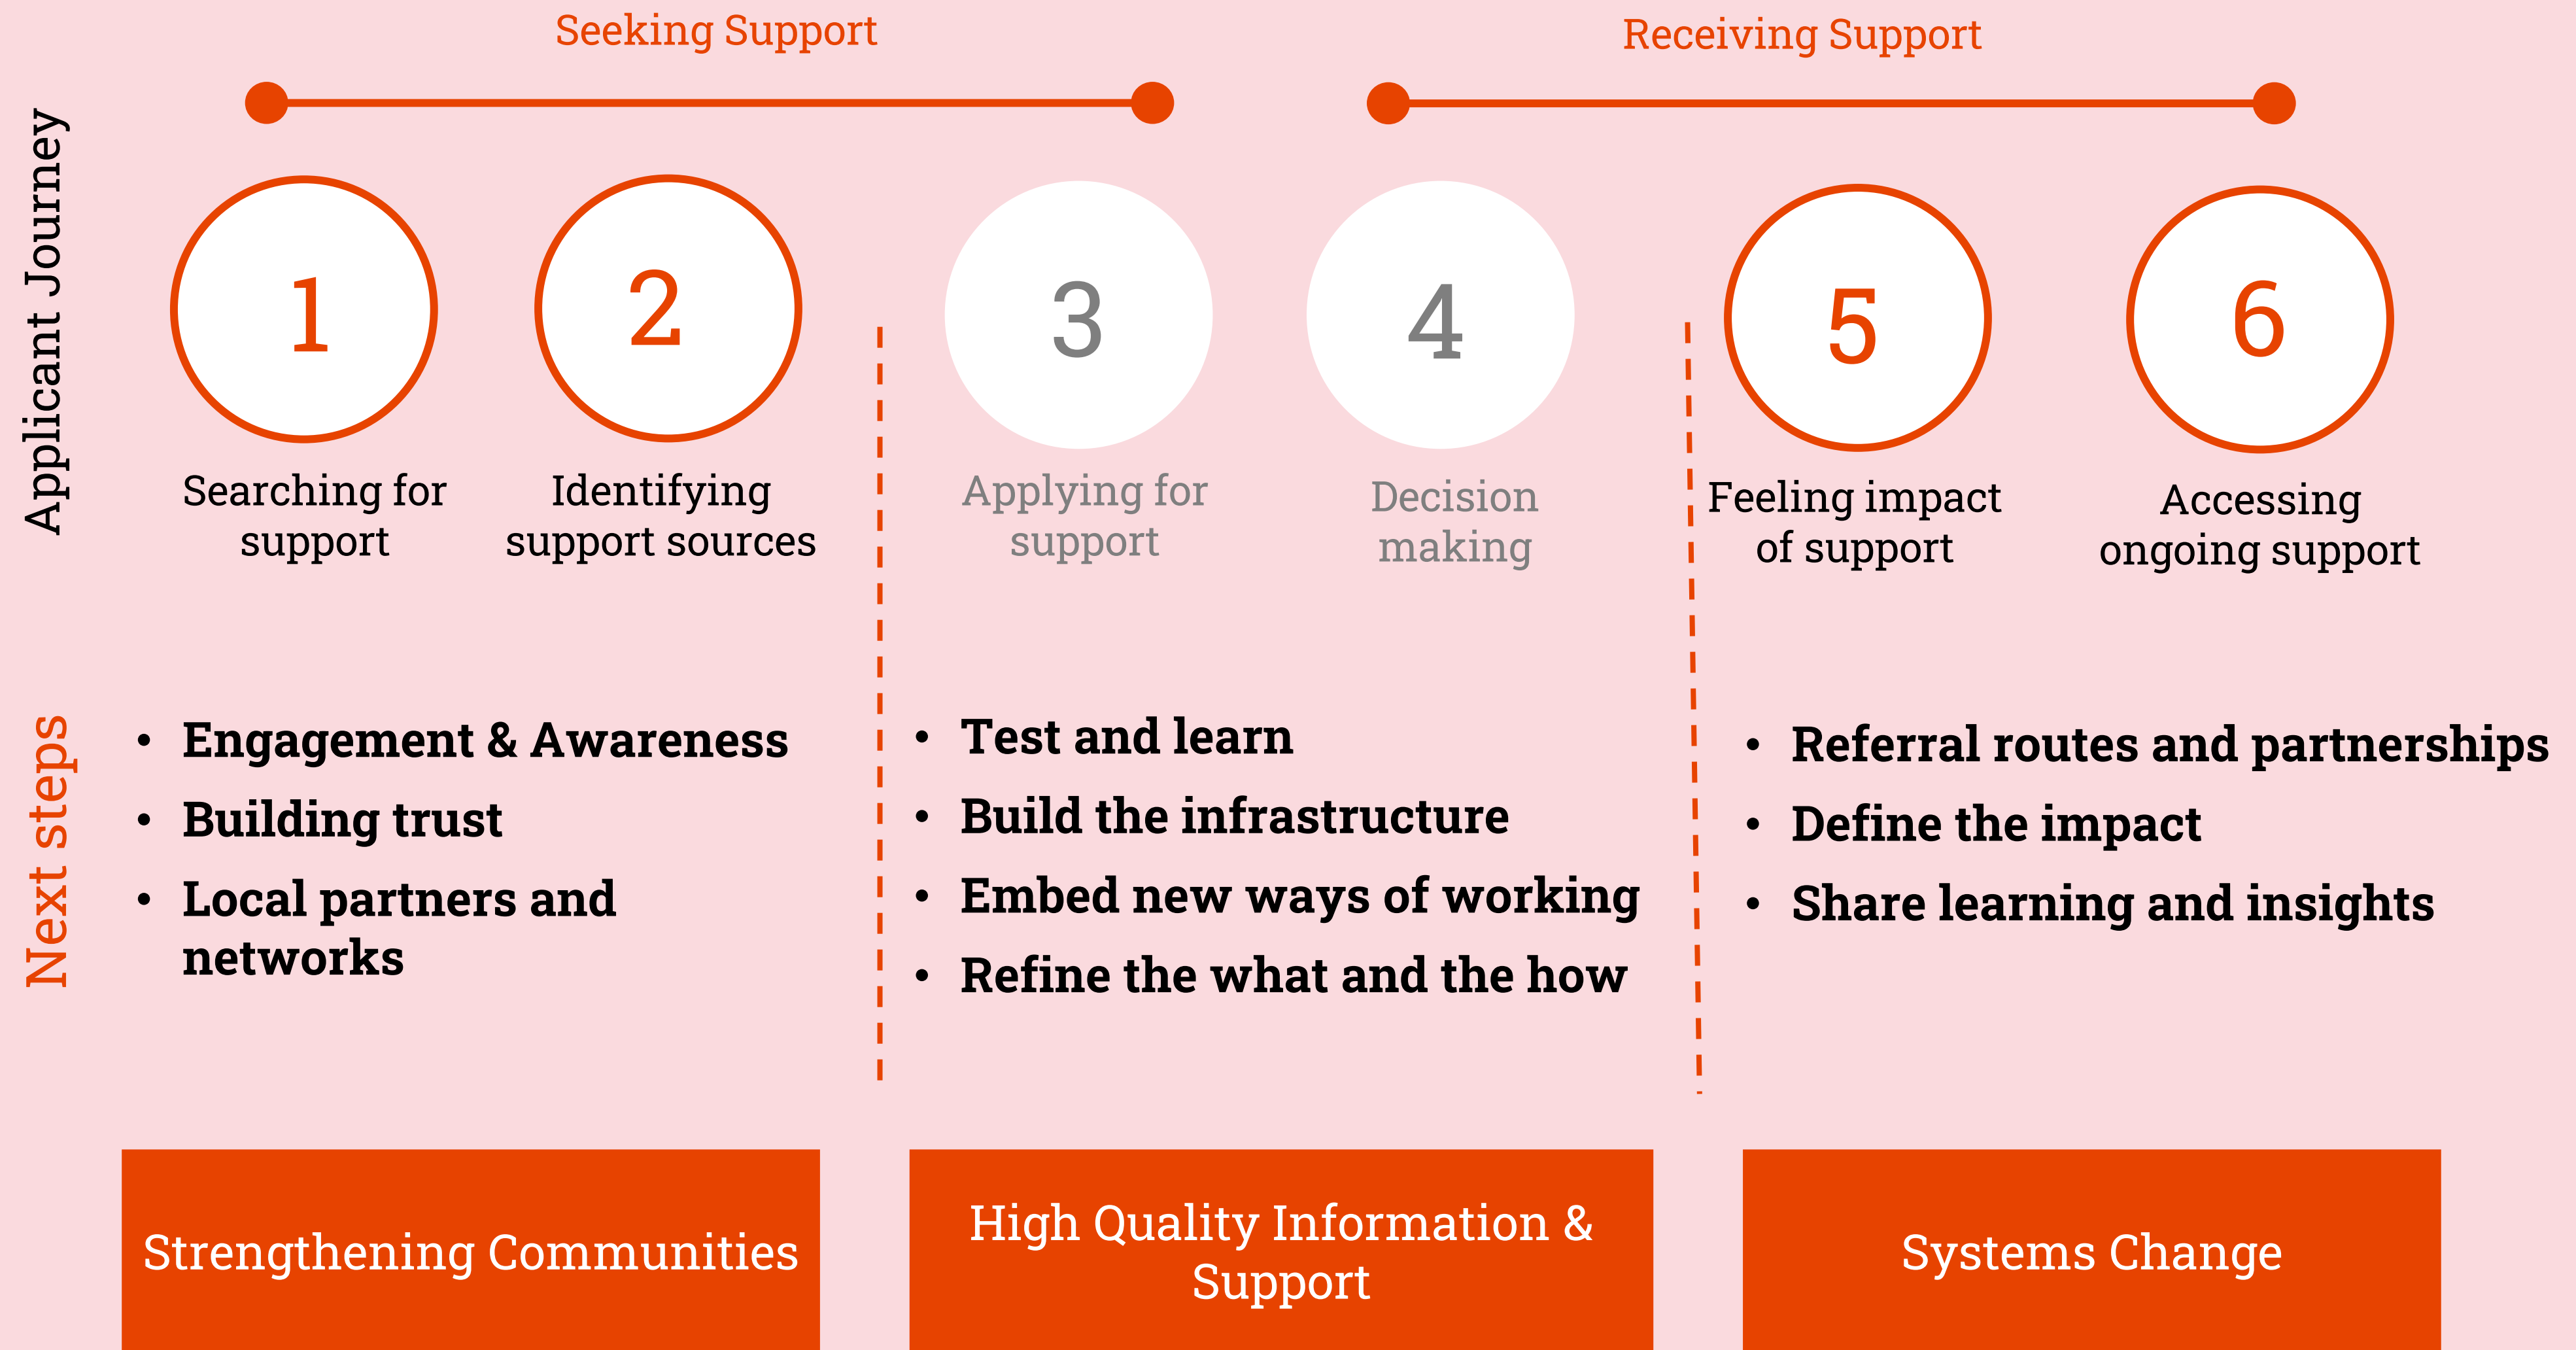 Seeking Support
Receiving Support
Applicant Journey
1
2
3
4
5
6
Searching for
support
Identifying
support sources
Applying for
support
Decision
making
Feeling impact
of support
Accessing
ongoing support
Next steps
• Engagement & Awareness
• Building trust
• Local partners and
networks
• Test and learn
• Build the infrastructure
• Embed new ways of working
• Refine the what and the how
• Referral routes and partnerships
• Define the impact
• Share learning and insights
Strengthening Communities
High Quality Information &
Support
Systems Change